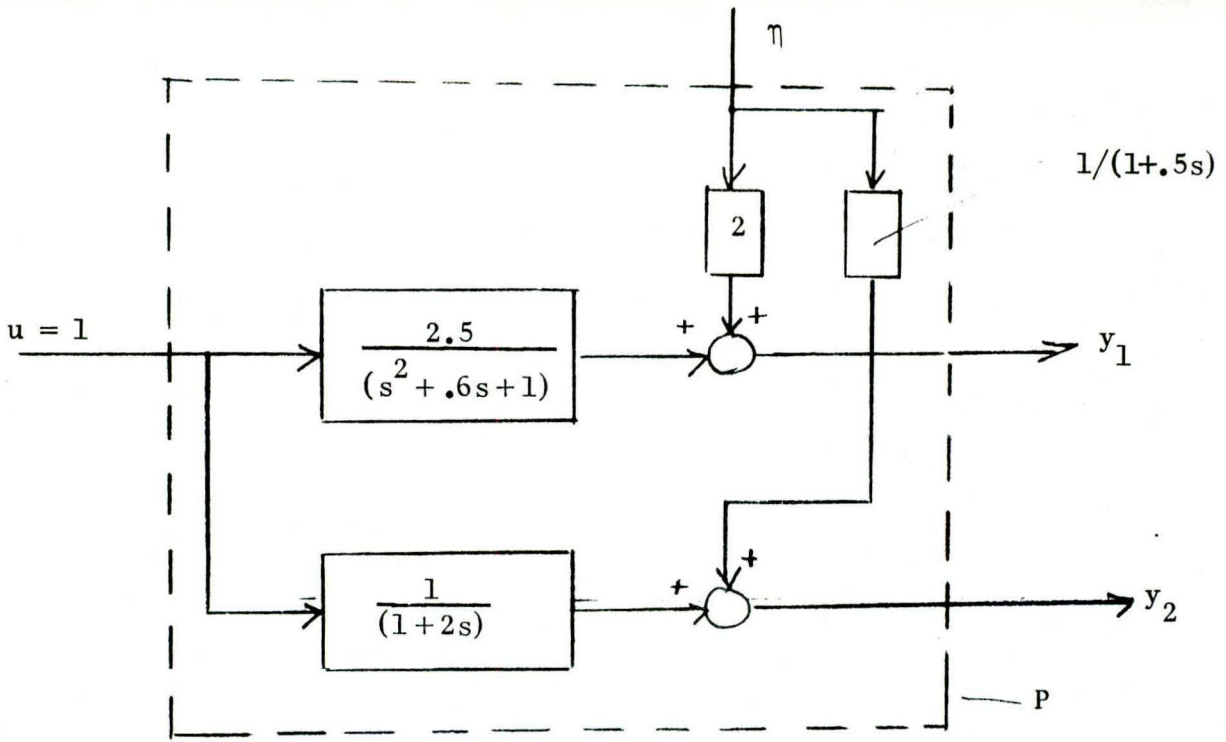 η
1/(1+.5s)
2
u = 1
2.5
(s² + .6s+1)
+ +
y₁
1
(1+2s)
+ +
y₂
P